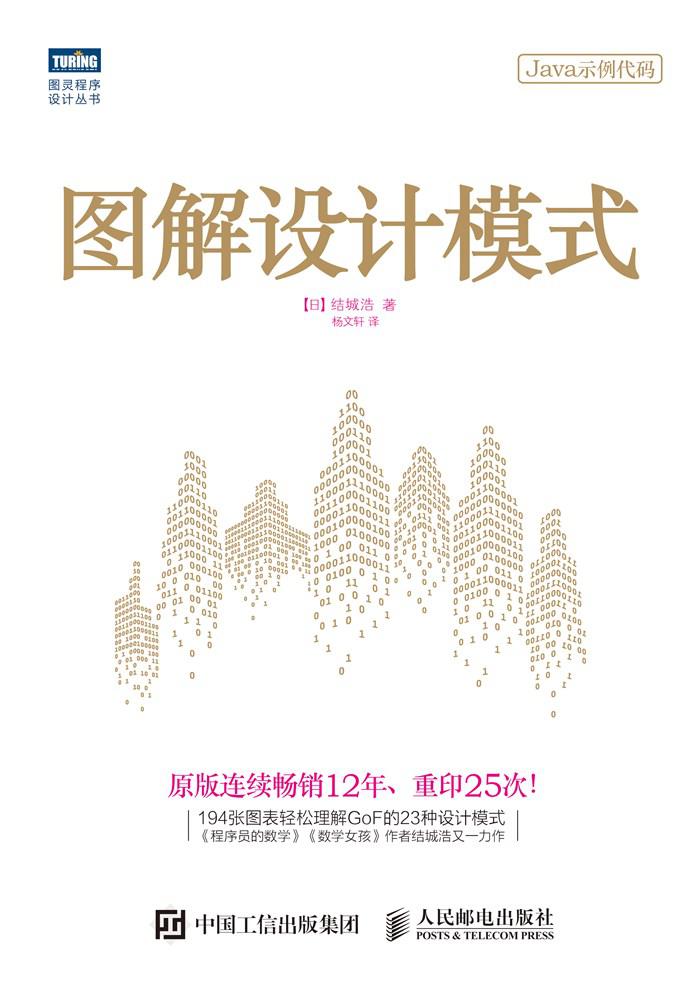 TURING
图灵程序
设计丛书
Java示例代码
图解设计模式
【日】结城浩 著
杨文轩 译
原版连续畅销12年、重印25次!
194张图表轻松理解GoF的23种设计模式
《程序员的数学》《数学女孩》作者结城浩又一力作
中国工信出版集团
人民邮电出版社
POSTS & TELECOM PRESS